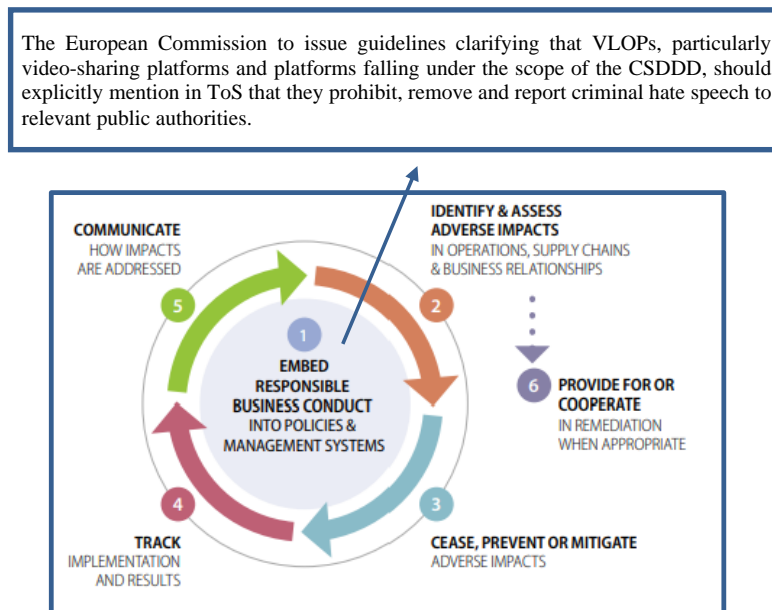 The European Commission to issue guidelines clarifying that VLOPs, particularly
video-sharing platforms and platforms falling under the scope of the CSDDD, should
explicitly mention in ToS that they prohibit, remove and report criminal hate speech to
relevant public authorities.
COMMUNICATE
HOW IMPACTS
ARE ADDRESSED
IDENTIFY & ASSESS
ADVERSE IMPACTS
IN OPERATIONS, SUPPLY CHAINS
& BUSINESS RELATIONSHIPS
5
2
1
EMBED
RESPONSIBLE
BUSINESS CONDUCT
INTO POLICIES &
MANAGEMENT SYSTEMS
6
PROVIDE FOR OR
COOPERATE
IN REMEDIATION
WHEN APPROPRIATE
4
3
TRACK
IMPLEMENTATION
AND RESULTS
CEASE, PREVENT OR MITIGATE
ADVERSE IMPACTS